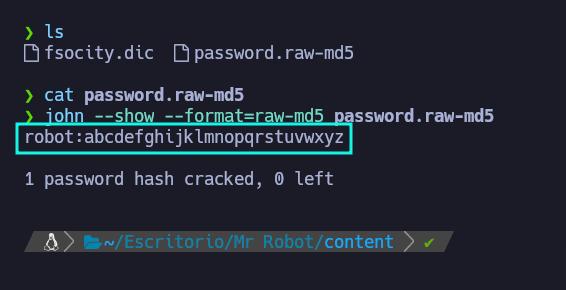 ❯ ls
fsocity.dic password.raw-md5
❯ cat password.raw-md5
❯ john --show --format=raw-md5 password.raw-md5
robot:abcdefghijklmnopqrstuvwxyz
1 password hash cracked, 0 left
~/Escritorio/Mr Robot/content ✔